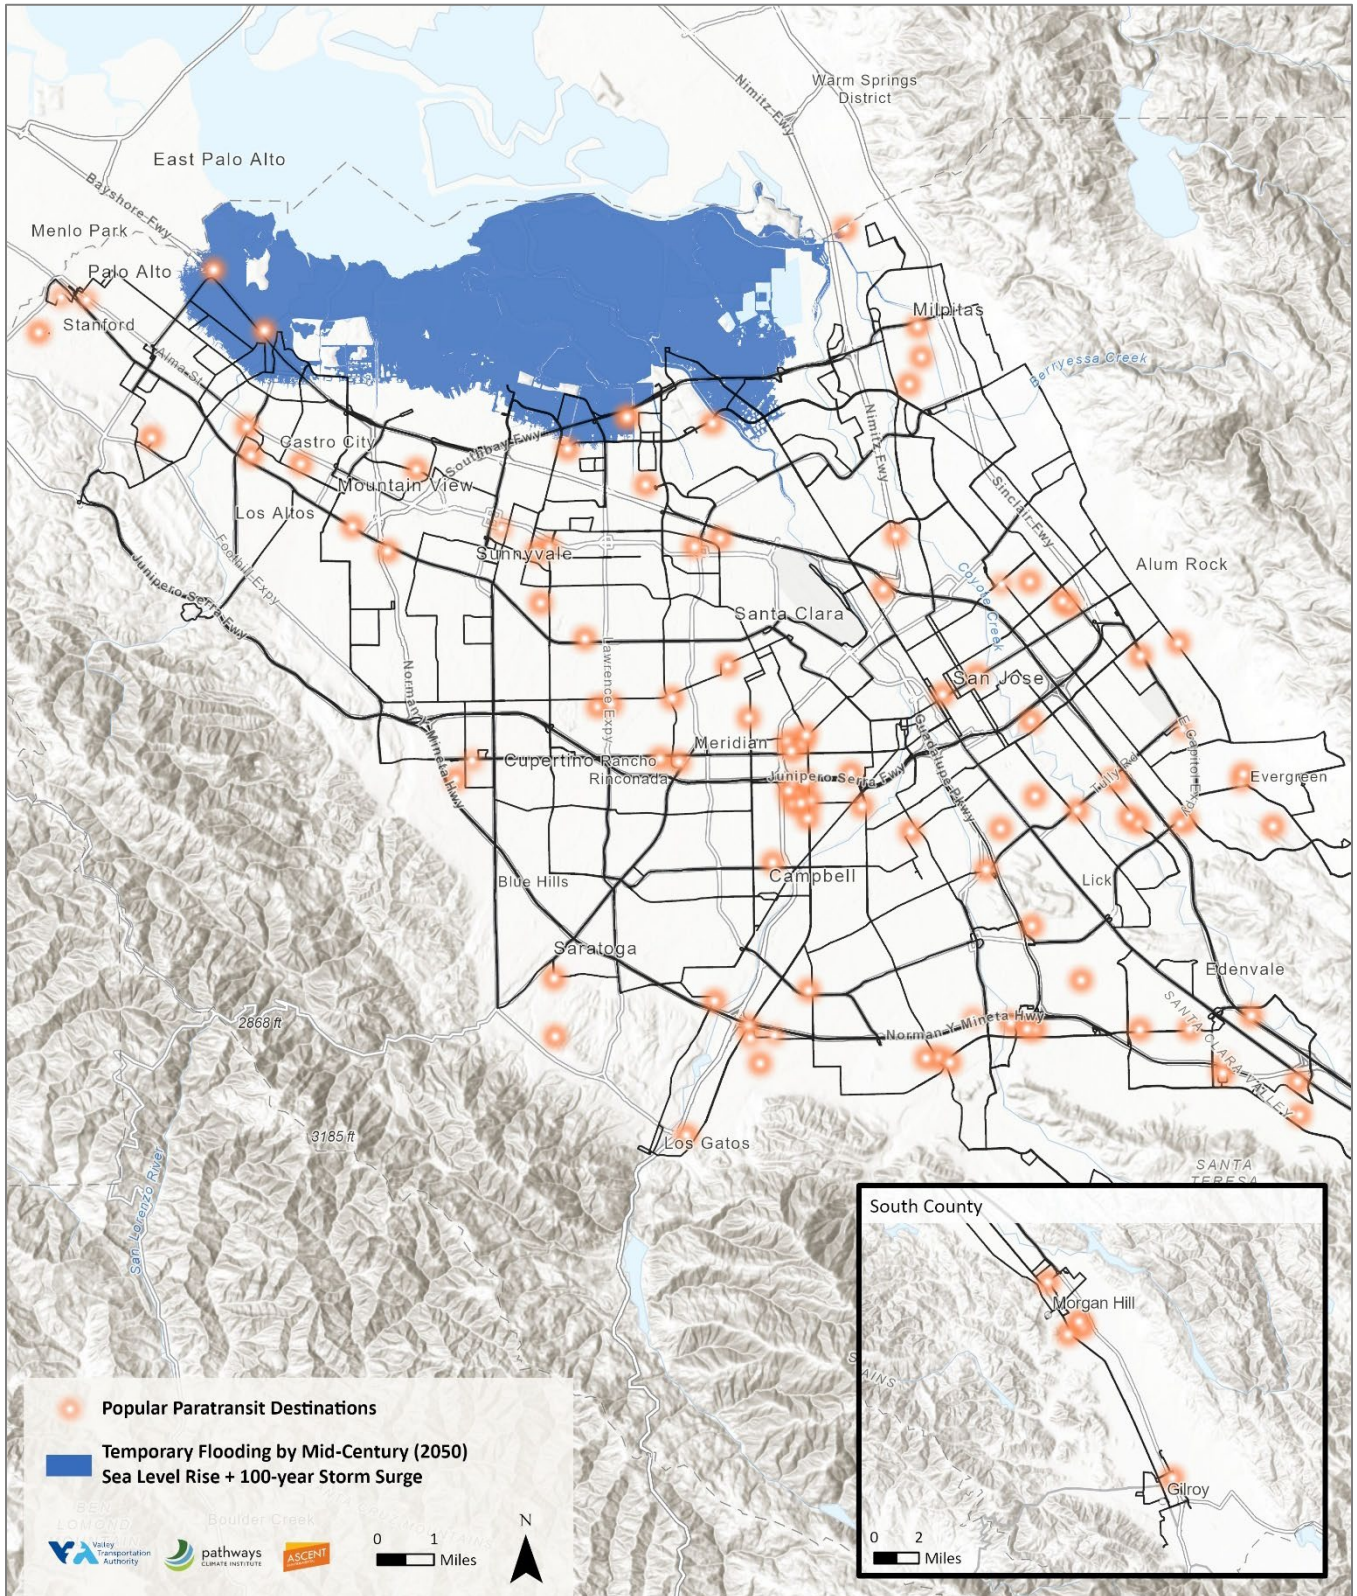 Warm Springs
District
Nimitz Fwy
East Palo Alto
Bayshore Fwy
Menlo Park
Palo Alto
Stanford
Milpitas
Berryessa Creek
Alma St
Castro City
Southbay Fwy
Nimitz Fwy
Mountain View
Sinclair Fwy
Los Altos
Foothill Expy
Sunnyvale
Junipero Serra Fwy
Coyote Creek
Alum Rock
Santa Clara
Norman Y Mineta Hwy
Lawrence Expy
San Jose
Guadalupe Pkwy
E Capitol Expy
Meridian
Cupertino
Rancho
Rinconada
Junipero Serra Fwy
Tully Rd
Evergreen
Campbell
Blue Hills
Lick
Saratoga
Edenvale
2868 ft
Norman Y Mineta Hwy
SANTA CLARA VALLEY
3185 ft
Los Gatos
San Lorenzo River
SANTA
TERESA
South County
Morgan Hill
AINS
Gilroy
0 2
Miles
Popular Paratransit Destinations
Temporary Flooding by Mid-Century (2050)
Sea Level Rise + 100-year Storm Surge
BEN
LOMOND
Boulder Creek
VTA Valley
Transportation
Authority
pathways
CLIMATE INSTITUTE
ASCENT
0 1
Miles
N